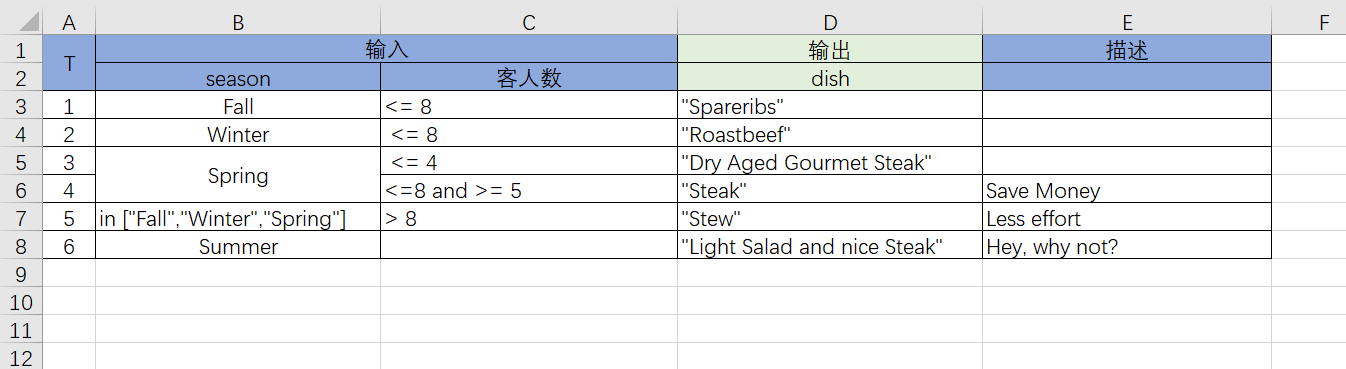 A B C D E F
1 T 输入 输出 描述
2 season 客人数 dish
3 1 Fall <= 8 "Spareribs"
4 2 Winter <= 8 "Roastbeef"
5 3 Spring <= 4 "Dry Aged Gourmet Steak"
6 4 <=8 and >= 5 "Steak" Save Money
7 5 in ["Fall","Winter","Spring"] > 8 "Stew" Less effort
8 6 Summer "Light Salad and nice Steak" Hey, why not?
9
10
11
12